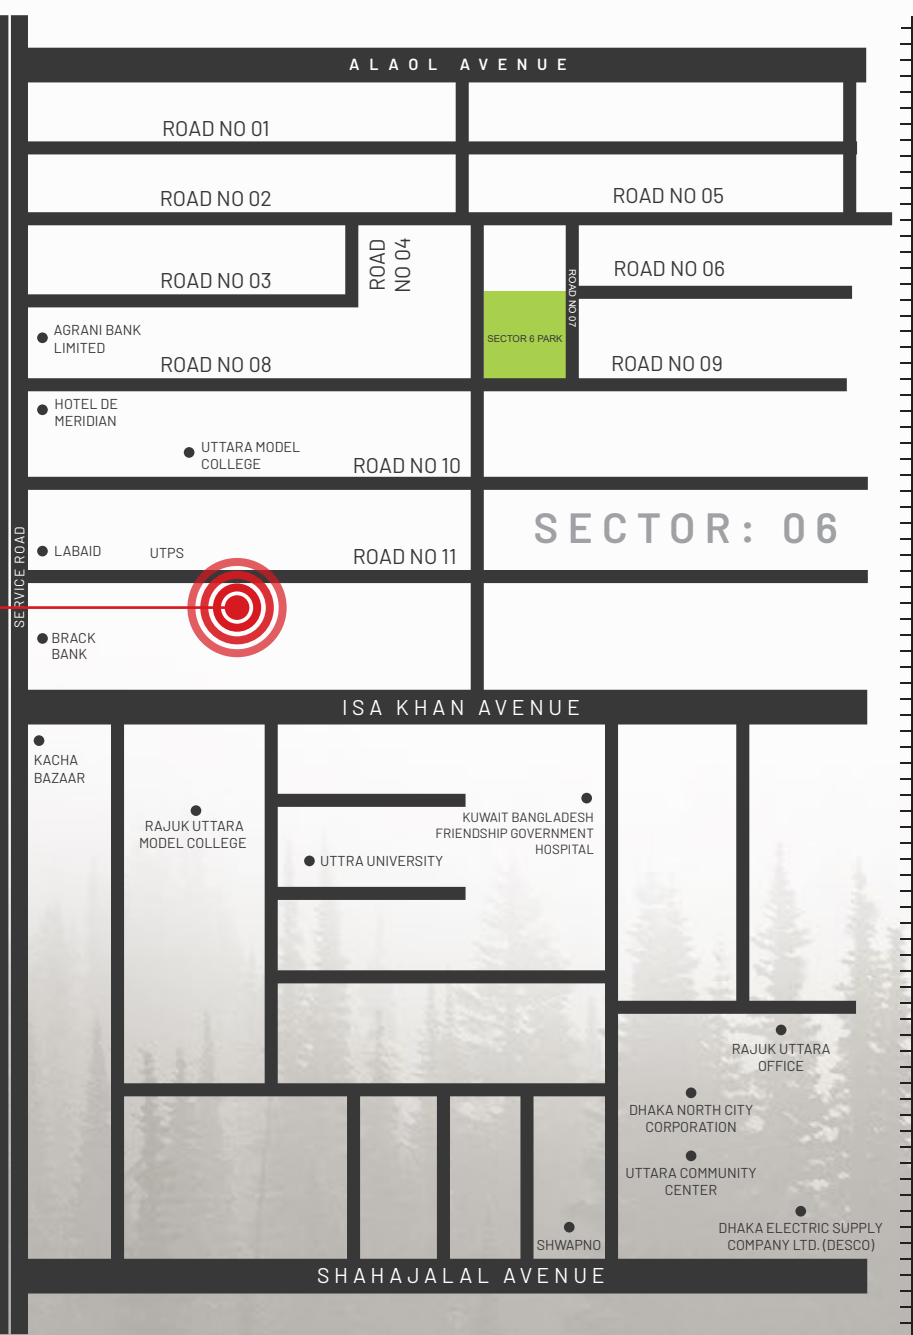 ALAOL AVENUE
ROAD NO 01
ROAD NO 02
ROAD NO 05
ROAD
NO 04
ROAD NO 03
ROAD NO 06
ROAD NO 07
AGRANI BANK
LIMITED
SECTOR 6 PARK
ROAD NO 08
ROAD NO 09
HOTEL DE
MERIDIAN
UTTARA MODEL
COLLEGE
ROAD NO 10
SECTOR: 06
SERVICE ROAD
LABAID
UTPS
ROAD NO 11
BRACK
BANK
ISA KHAN AVENUE
KACHA
BAZAAR
RAJUK UTTARA
MODEL COLLEGE
KUWAIT BANGLADESH
FRIENDSHIP GOVERNMENT
HOSPITAL
UTTRA UNIVERSITY
RAJUK UTTARA
OFFICE
DHAKA NORTH CITY
CORPORATION
UTTARA COMMUNITY
CENTER
SHWAPNO
DHAKA ELECTRIC SUPPLY
COMPANY LTD. (DESCO)
SHAHAJALAL AVENUE